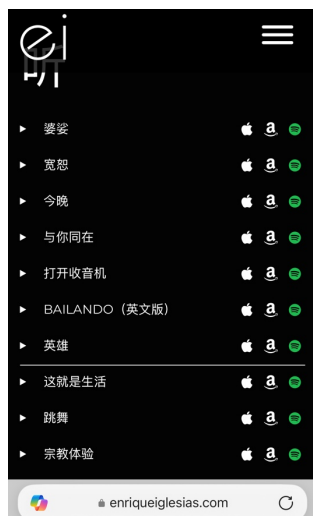 ei
听
婆娑
宽恕
今晚
与你同在
打开收音机
BAILANDO（英文版）
英雄
这就是生活
跳舞
宗教体验
enriqueiglesias.com